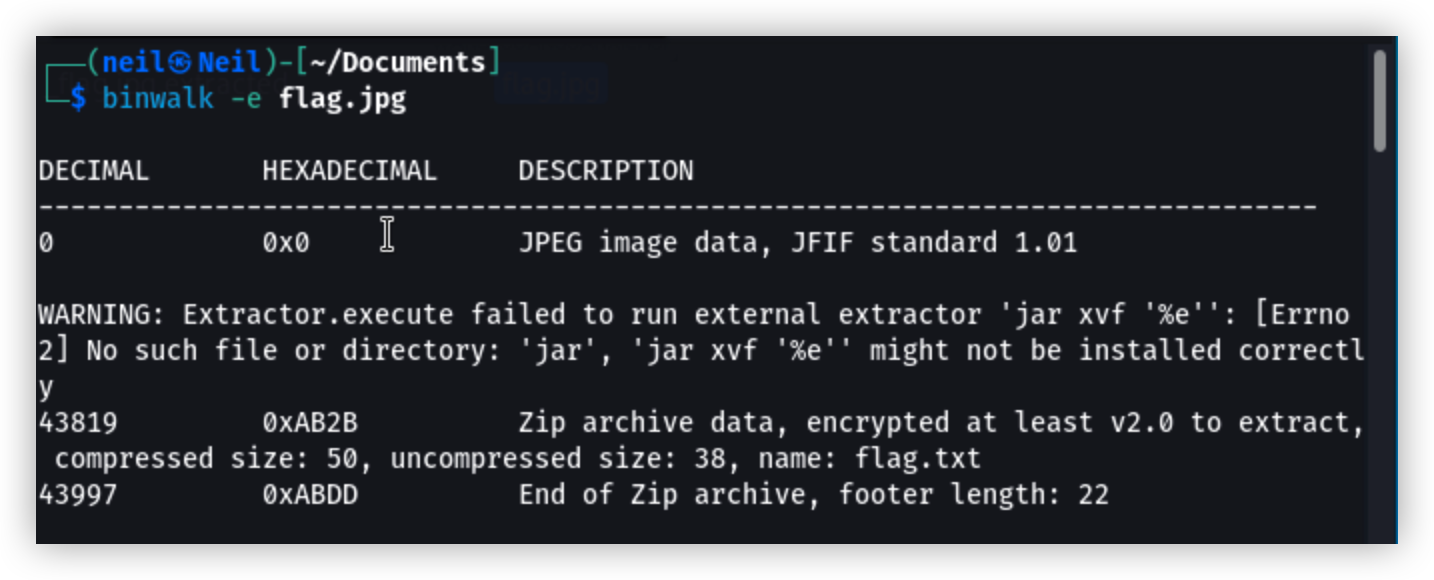 ┌──(neil㉿Neil)-[~/Documents]
└─$ binwalk -e flag.jpg
DECIMAL       HEXADECIMAL     DESCRIPTION
--------------------------------------------------------------------------------
0             0x0             JPEG image data, JFIF standard 1.01
WARNING: Extractor.execute failed to run external extractor 'jar xvf '%e'': [Errno
2] No such file or directory: 'jar', 'jar xvf '%e'' might not be installed correctl
y
43819         0xAB2B          Zip archive data, encrypted at least v2.0 to extract,
 compressed size: 50, uncompressed size: 38, name: flag.txt
43997         0xABDD          End of Zip archive, footer length: 22